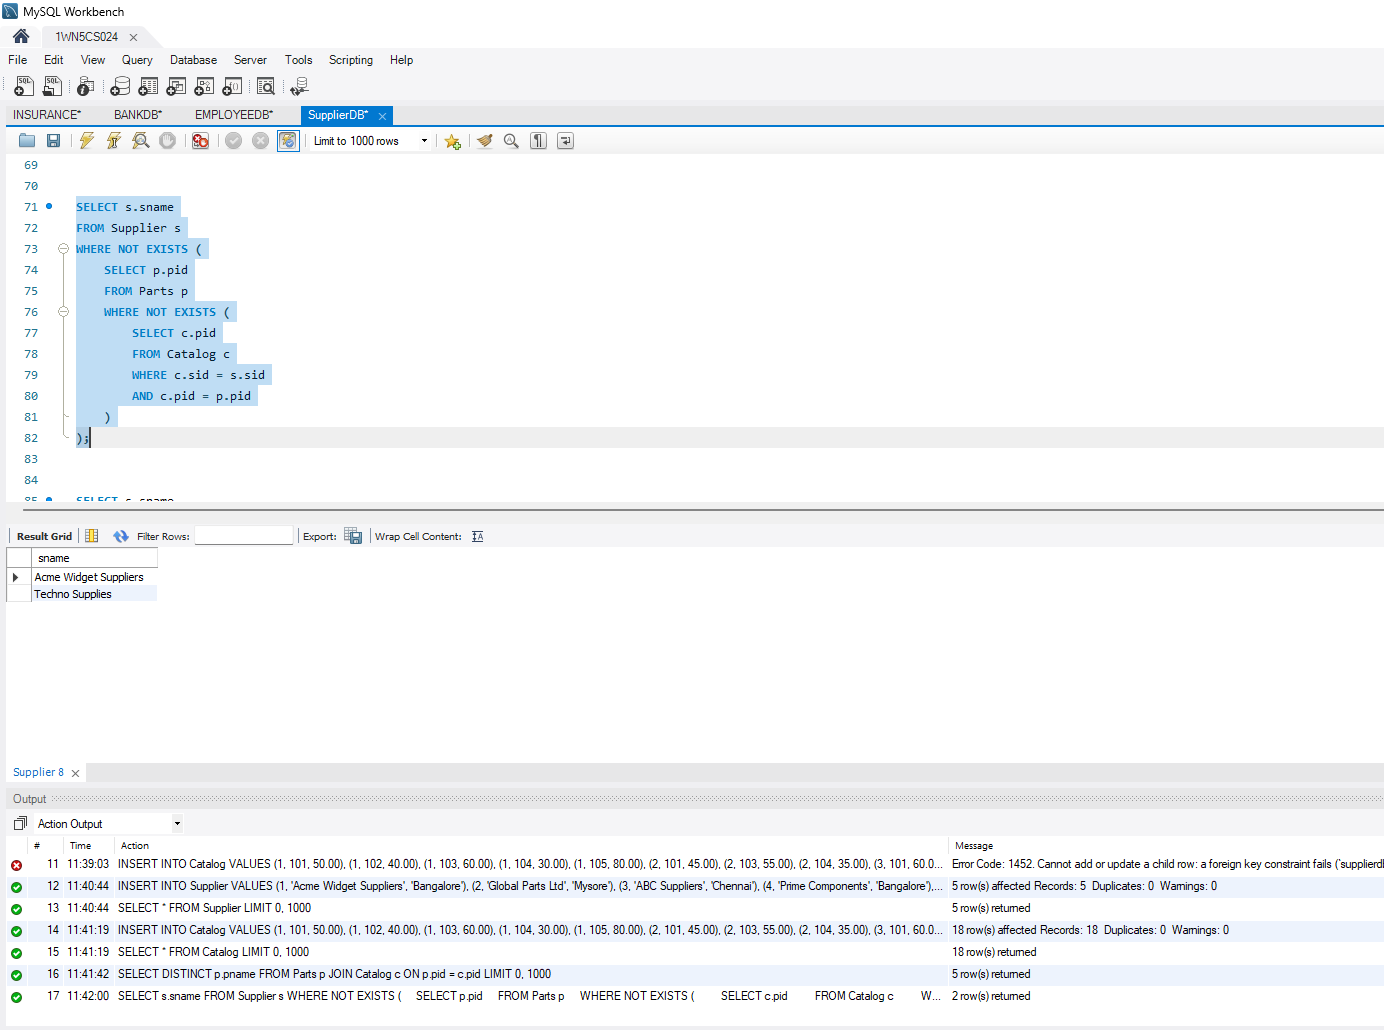 MySQL Workbench
1WN5CS024
File Edit View Query Database Server Tools Scripting Help
INSURANCE* BANKDB* EMPLOYEEDB* SupplierDB*
Limit to 1000 rows
69
70
71 SELECT s.sname
72 FROM Supplier s
73 WHERE NOT EXISTS (
74 SELECT p.pid
75 FROM Parts p
76 WHERE NOT EXISTS (
77 SELECT c.pid
78 FROM Catalog c
79 WHERE c.sid = s.sid
80 AND c.pid = p.pid
81 )
82 );
83
84
85 SELECT s.sname
Result Grid Filter Rows: Export: Wrap Cell Content:
sname
Acme Widget Suppliers
Techno Supplies
Supplier 8
Output
Action Output
# Time Action Message
11 11:39:03 INSERT INTO Catalog VALUES (1, 101, 50.00), (1, 102, 40.00), (1, 103, 60.00), (1, 104, 30.00), (1, 105, 80.00), (2, 101, 45.00), (2, 103, 55.00), (2, 104, 35.00), (3, 101, 60.0... Error Code: 1452. Cannot add or update a child row: a foreign key constraint fails (`supplierd
12 11:40:44 INSERT INTO Supplier VALUES (1, 'Acme Widget Suppliers', 'Bangalore'), (2, 'Global Parts Ltd', 'Mysore'), (3, 'ABC Suppliers', 'Chennai'), (4, 'Prime Components', 'Bangalore'),... 5 row(s) affected Records: 5 Duplicates: 0 Warnings: 0
13 11:40:44 SELECT * FROM Supplier LIMIT 0, 1000 5 row(s) returned
14 11:41:19 INSERT INTO Catalog VALUES (1, 101, 50.00), (1, 102, 40.00), (1, 103, 60.00), (1, 104, 30.00), (1, 105, 80.00), (2, 101, 45.00), (2, 103, 55.00), (2, 104, 35.00), (3, 101, 60.0... 18 row(s) affected Records: 18 Duplicates: 0 Warnings: 0
15 11:41:19 SELECT * FROM Catalog LIMIT 0, 1000 18 row(s) returned
16 11:41:42 SELECT DISTINCT p.pname FROM Parts p JOIN Catalog c ON p.pid = c.pid LIMIT 0, 1000 5 row(s) returned
17 11:42:00 SELECT s.sname FROM Supplier s WHERE NOT EXISTS ( SELECT p.pid FROM Parts p WHERE NOT EXISTS ( SELECT c.pid FROM Catalog c W... 2 row(s) returned